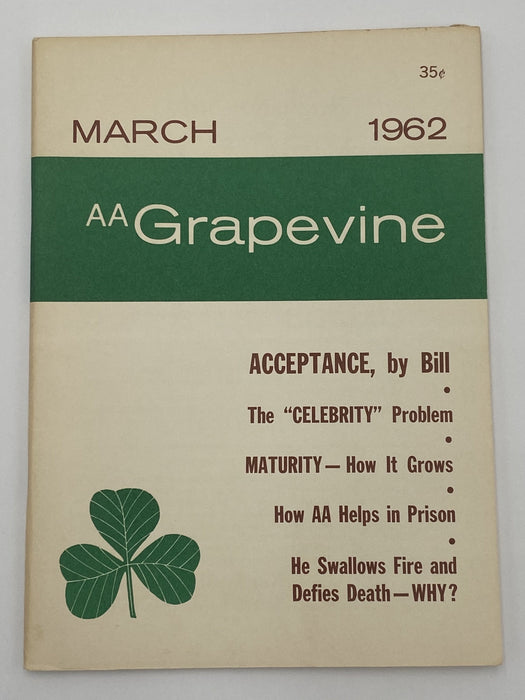 35¢
MARCH 1962
AA Grapevine
ACCEPTANCE, by Bill
•
The “CELEBRITY” Problem
•
MATURITY — How It Grows
•
How AA Helps in Prison
•
He Swallows Fire and
Defies Death — WHY?